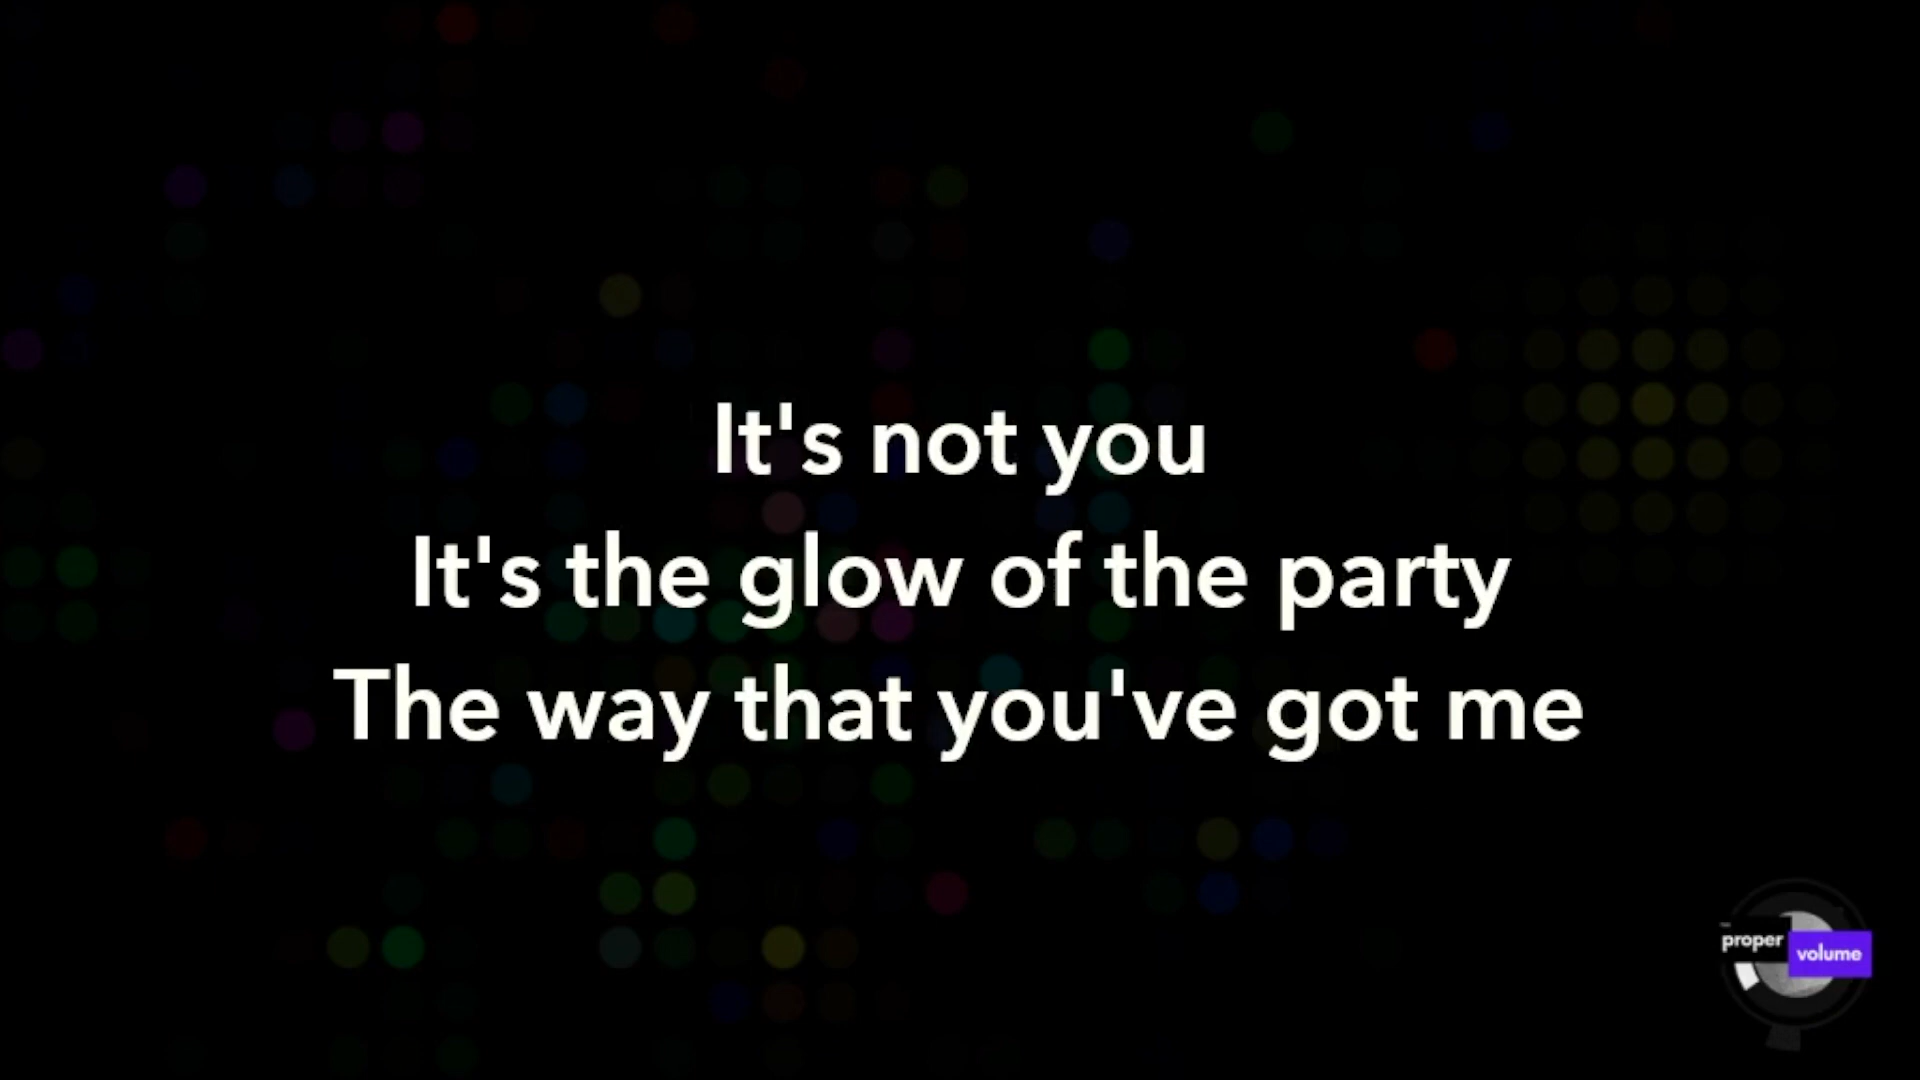 It's not you
It's the glow of the party
The way that you've got me
proper
volume